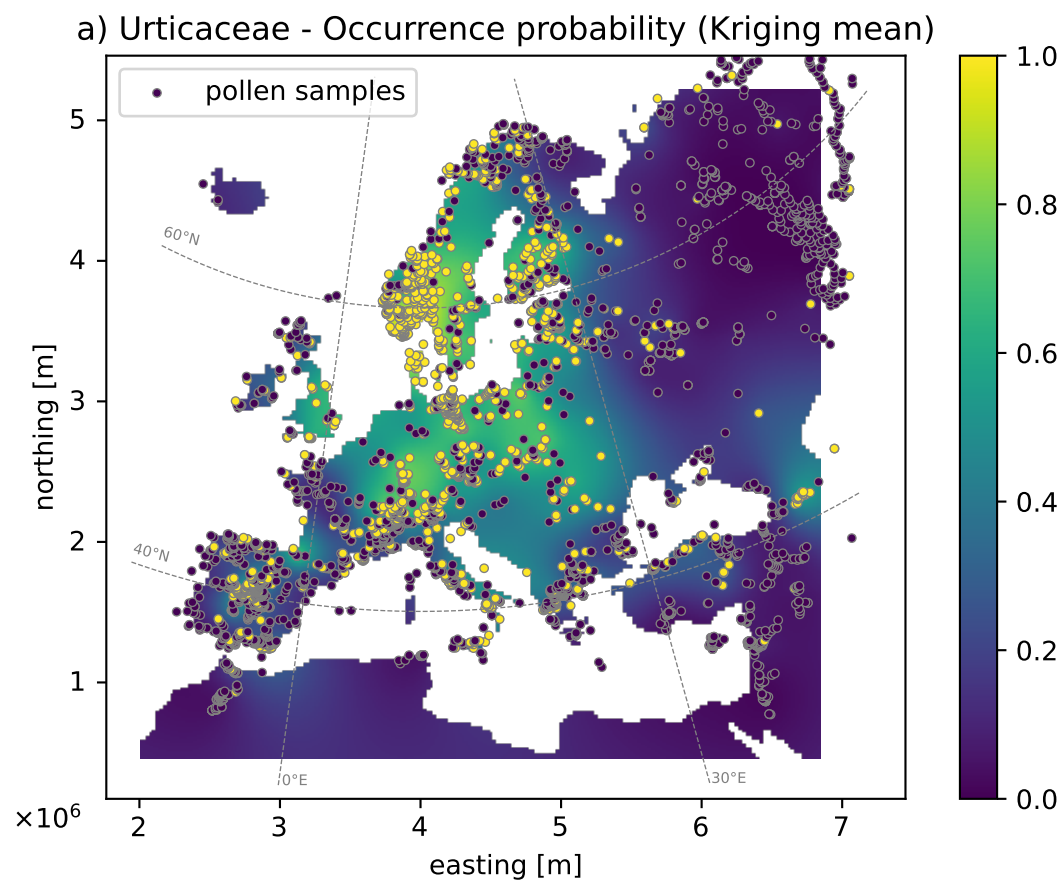 a) Urticaceae - Occurrence probability (Kriging mean)
pollen samples
60°N
40°N
0°E
30°E
5
4
3
2
1
northing [m]
×10⁶
2 3 4 5 6 7
easting [m]
1.0
0.8
0.6
0.4
0.2
0.0